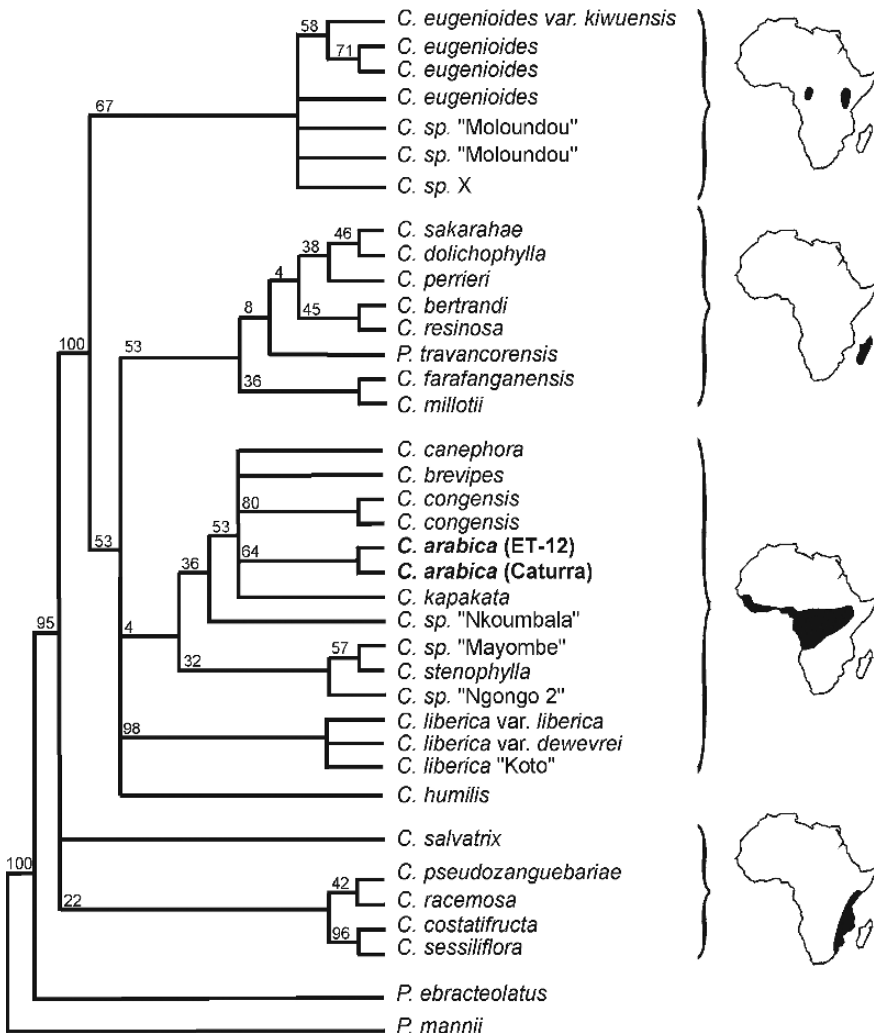 58
C. eugenioides var. kiwuensis
71
C. eugenioides
C. eugenioides
67
C. eugenioides
C. sp. "Moloundou"
C. sp. "Moloundou"
C. sp. X
46
C. sakarahae
38
C. dolichophylla
4
C. perrieri
8
45
C. bertrandi
C. resinosa
100
53
P. travancorensis
36
C. farafanganensis
C. millotii
C. canephora
C. brevipes
80
C. congensis
C. congensis
53
53
64
C. arabica (ET-12)
36
C. arabica (Caturra)
C. kapakata
C. sp. "Nkoumbala"
95
4
57
C. sp. "Mayombe"
32
C. stenophylla
C. sp. "Ngongo 2"
98
C. liberica var. liberica
C. liberica var. dewevrei
C. liberica "Koto"
C. humilis
C. salvatrix
100
42
C. pseudozanguebariae
22
C. racemosa
96
C. costatifructa
C. sessiliflora
P. ebracteolatus
P. mannii